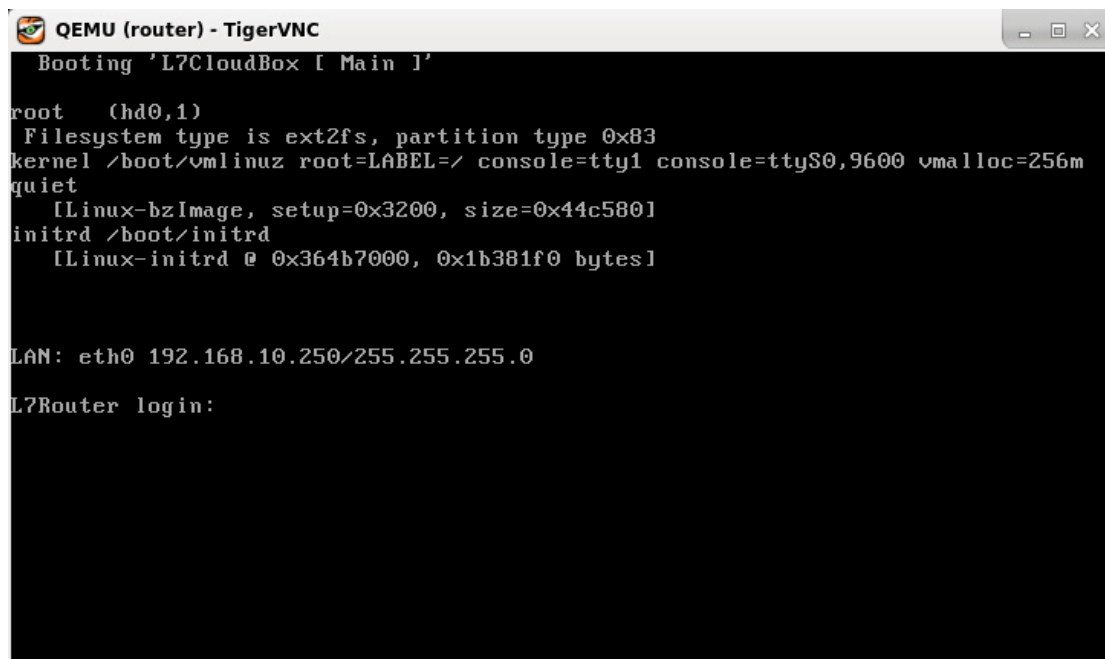 QEMU (router) - TigerVNC
Booting 'L7CloudBox [ Main ]'
root (hd0,1)
Filesystem type is ext2fs, partition type 0x83
kernel /boot/vmlinuz root=LABEL=/ console=tty1 console=ttyS0,9600 vmalloc=256m
quiet
[Linux-bzImage, setup=0x3200, size=0x44c580]
initrd /boot/initrd
[Linux-initrd @ 0x364b7000, 0x1b381f0 bytes]
LAN: eth0 192.168.10.250/255.255.255.0
L7Router login: